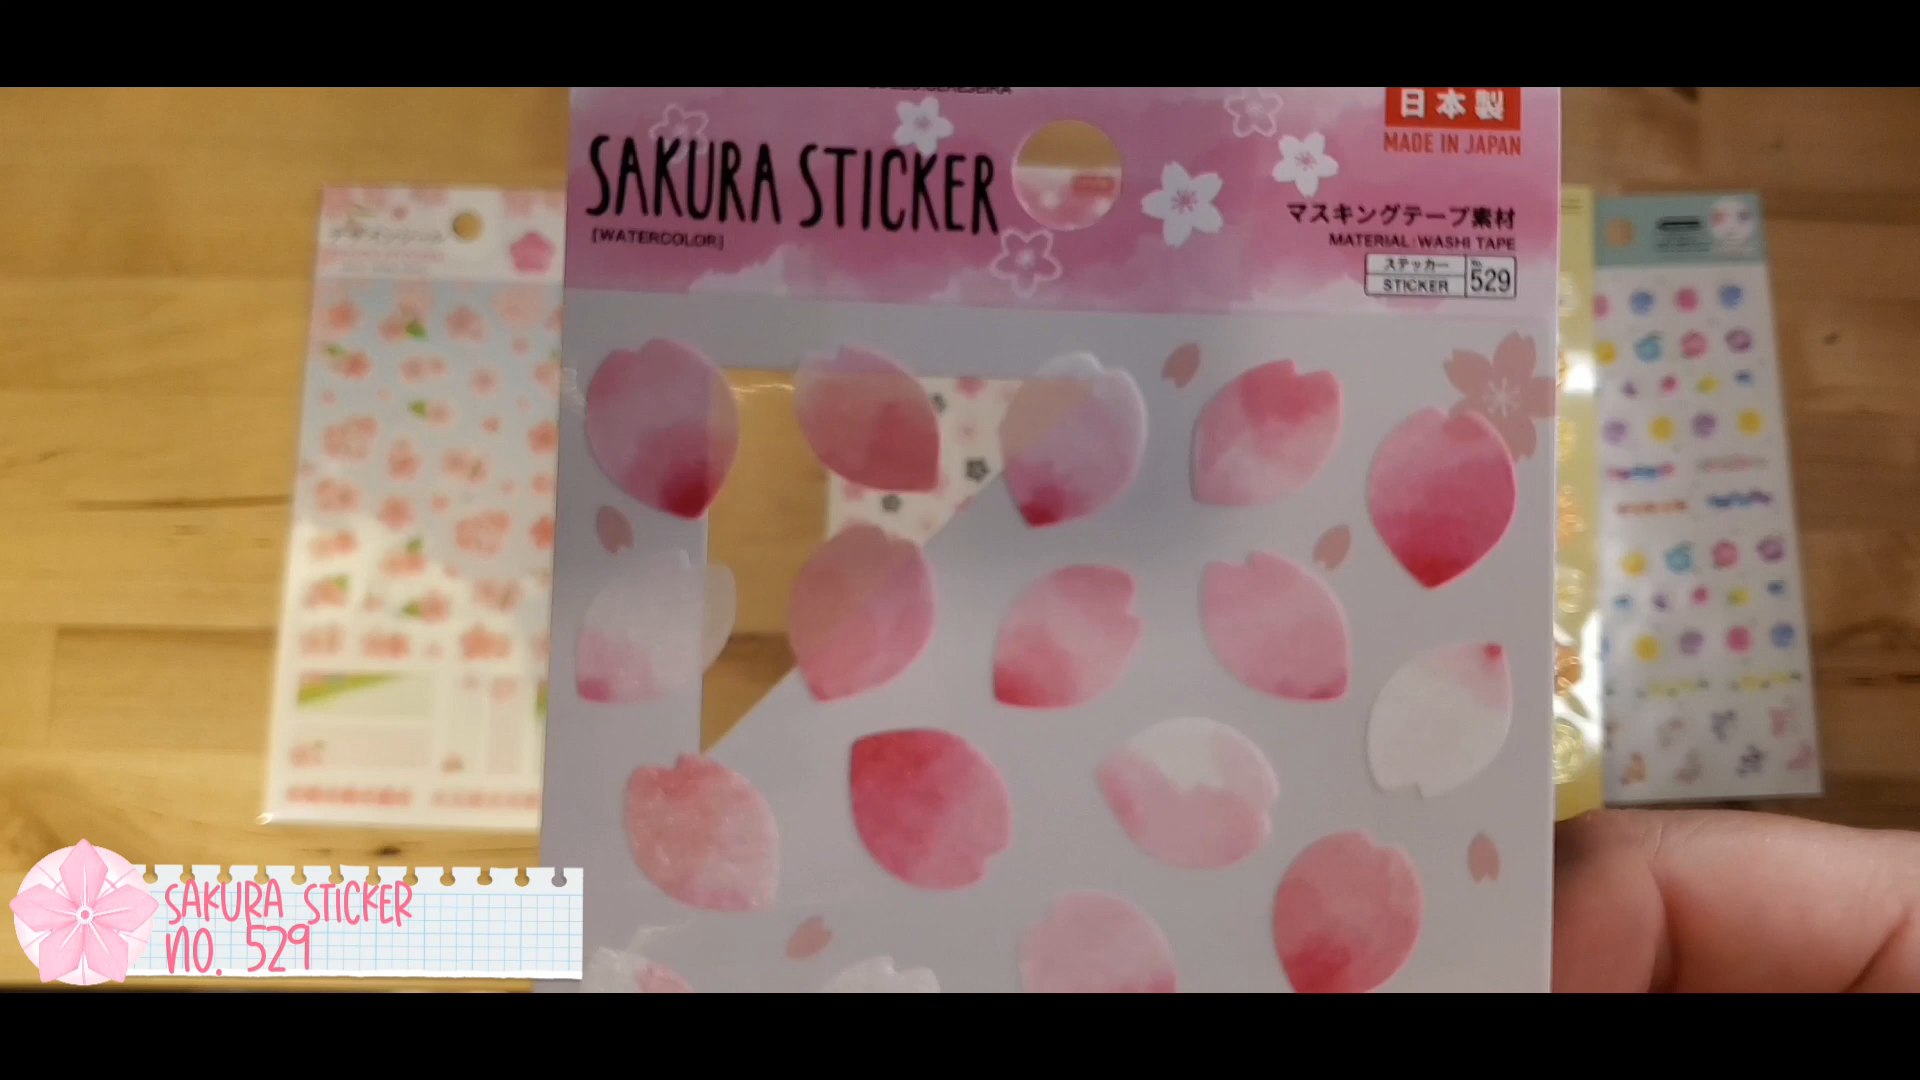 日本製
MADE IN JAPAN
SAKURA STICKER
[WATERCOLOR]
マスキングテープ素材
MATERIAL:WASHI TAPE
ステッカー
STICKER
No.
529
SAKURA STICKER
NO. 529